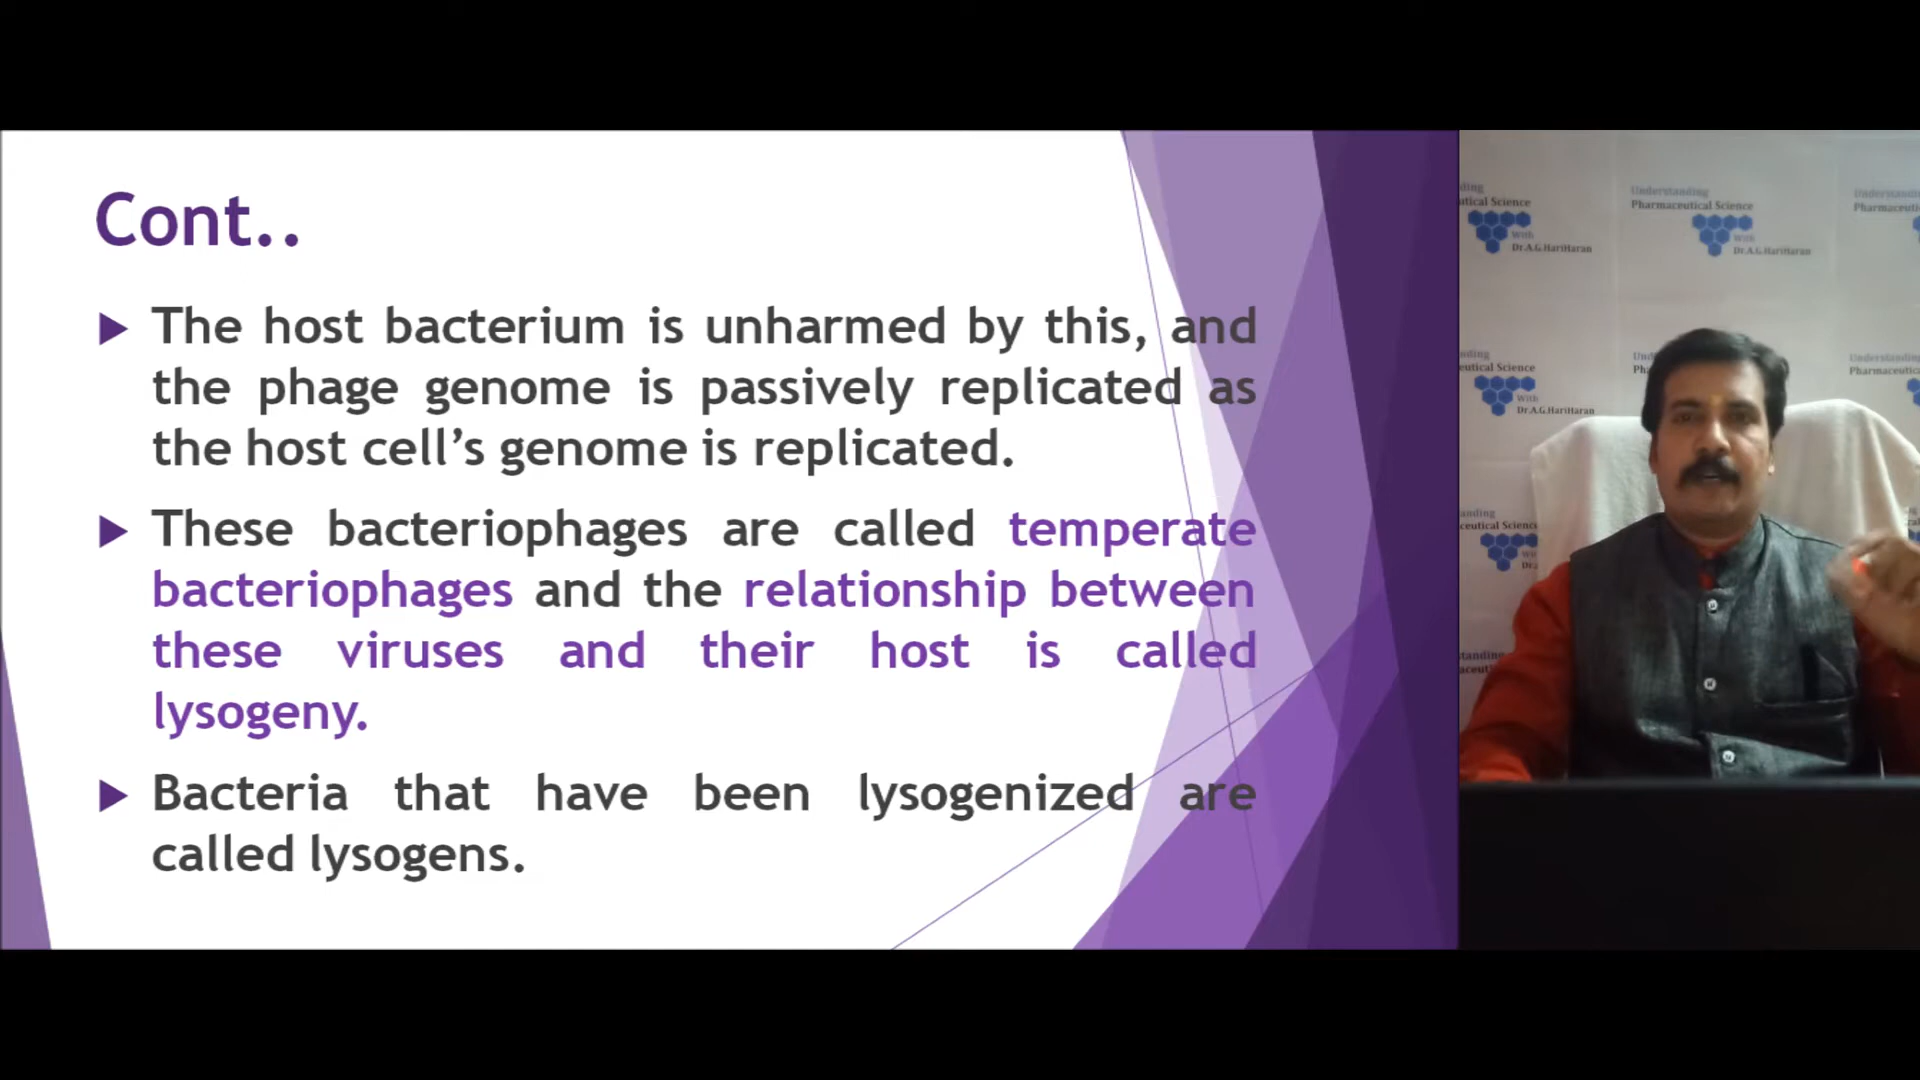 Cont..
The host bacterium is unharmed by this, and
the phage genome is passively replicated as
the host cell's genome is replicated.
These bacteriophages are called temperate
bacteriophages and the relationship between
these viruses and their host is called
lysogeny.
Bacteria that have been lysogenized are
called lysogens.
Understanding
Pharmaceutical Science
With
Dr.A.G.HariHaran